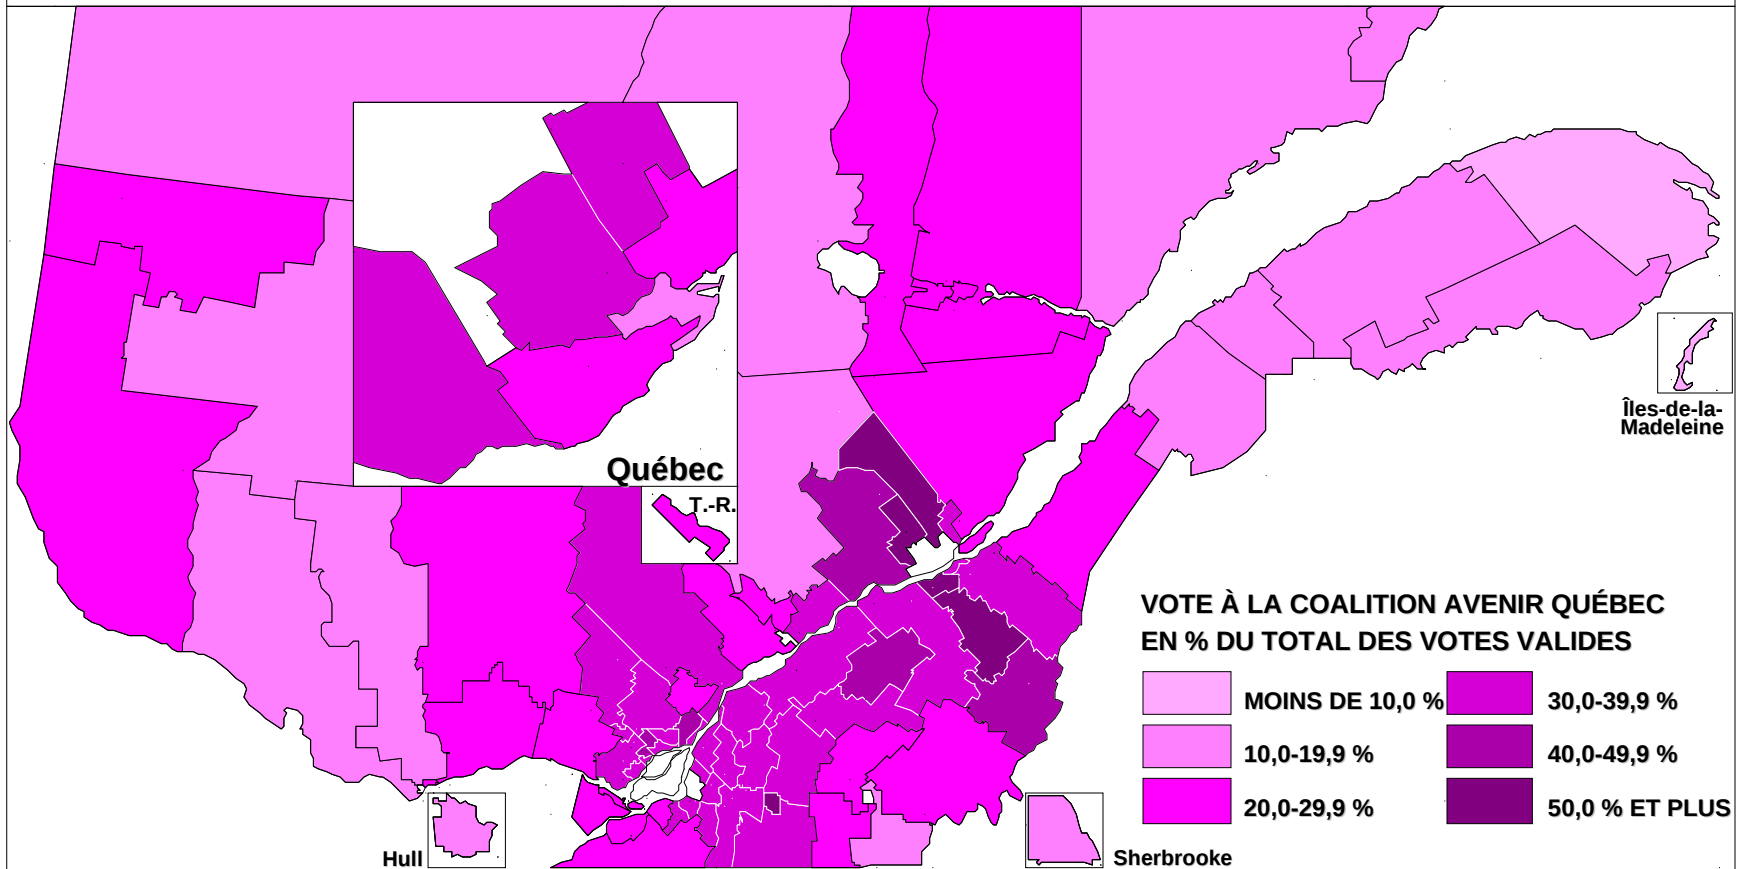 Québec
T.-R.
Îles-de-la-
Madeleine
VOTE À LA COALITION AVENIR QUÉBEC
EN % DU TOTAL DES VOTES VALIDES
MOINS DE 10,0 %
30,0-39,9 %
10,0-19,9 %
40,0-49,9 %
20,0-29,9 %
50,0 % ET PLUS
Hull
Sherbrooke